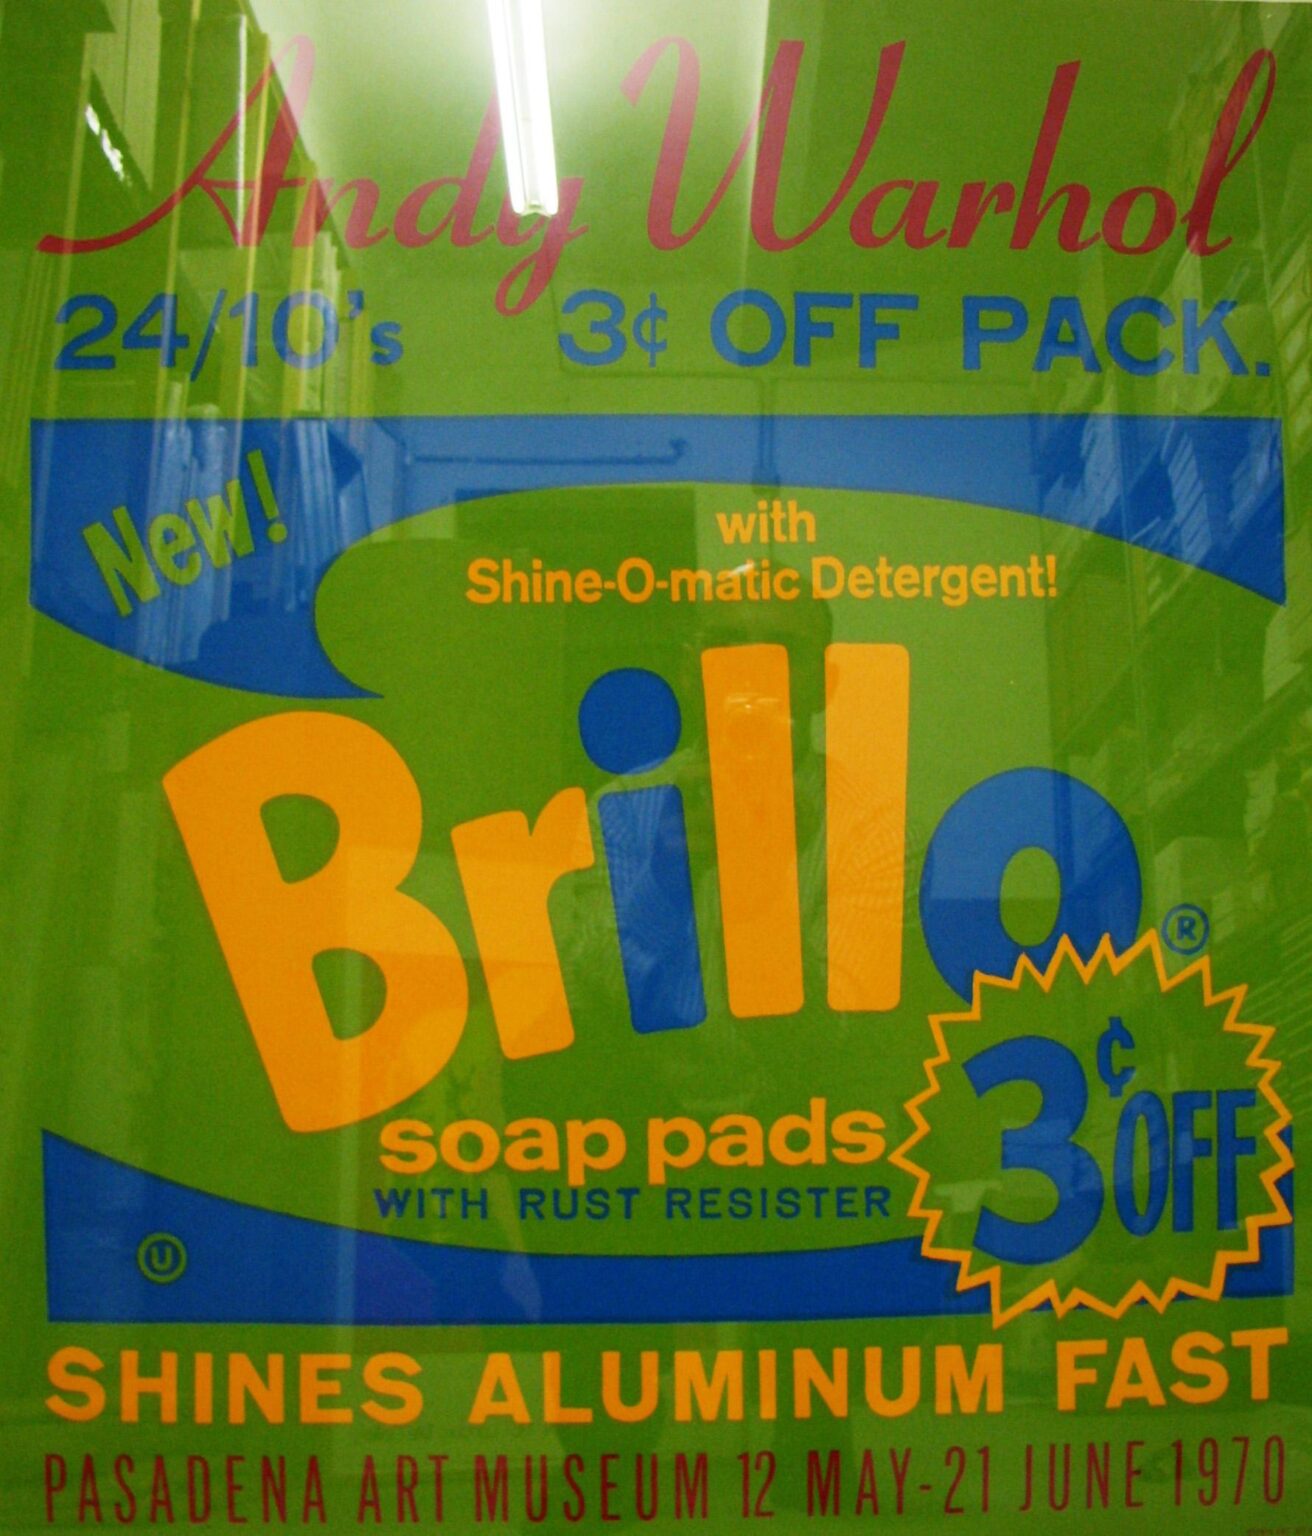 Andy Warhol
24/10's 3¢ OFF PACK.
New!
with
Shine-O-matic Detergent!
Brillo®
soap pads
WITH RUST RESISTER
3¢ OFF
U
SHINES ALUMINUM FAST
PASADENA ART MUSEUM 12 MAY-21 JUNE 1970